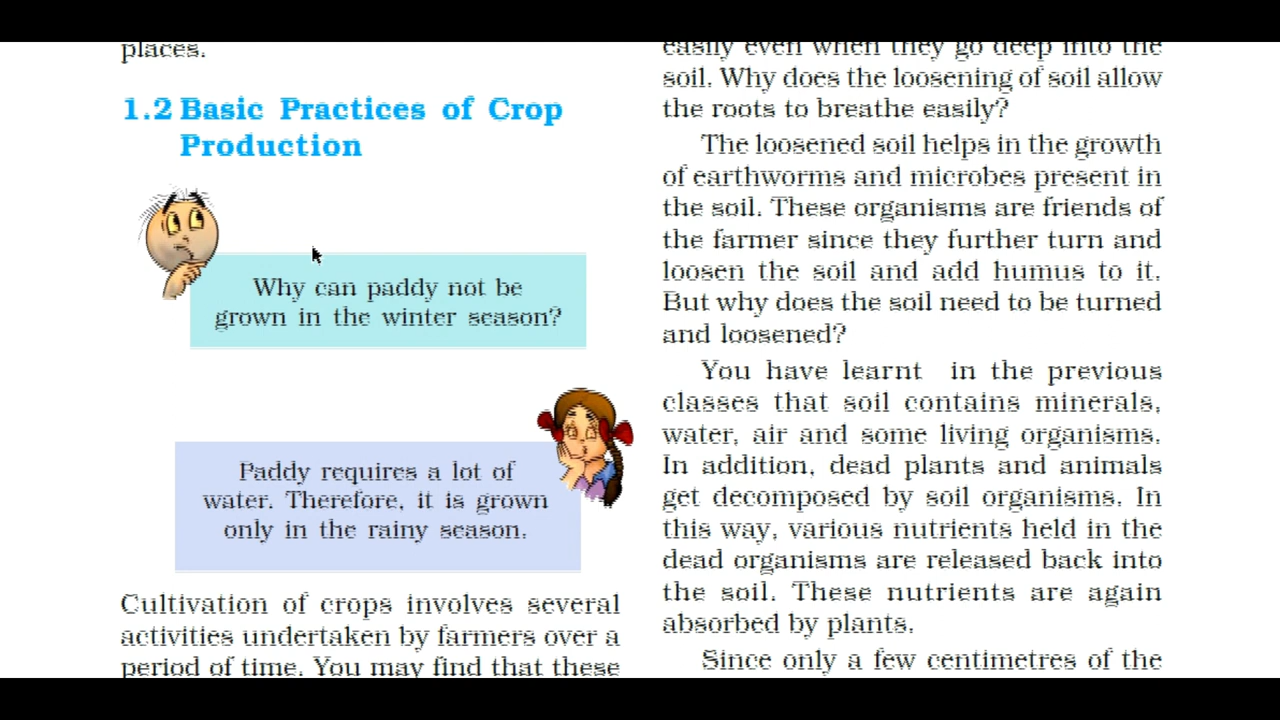 places.
1.2 Basic Practices of Crop
Production
Why can paddy not be
grown in the winter season?
Paddy requires a lot of
water. Therefore, it is grown
only in the rainy season.
Cultivation of crops involves several
activities undertaken by farmers over a
period of time. You may find that these
easily even when they go deep into the
soil. Why does the loosening of soil allow
the roots to breathe easily?
The loosened soil helps in the growth
of earthworms and microbes present in
the soil. These organisms are friends of
the farmer since they further turn and
loosen the soil and add humus to it.
But why does the soil need to be turned
and loosened?
You have learnt in the previous
classes that soil contains minerals,
water, air and some living organisms.
In addition, dead plants and animals
get decomposed by soil organisms. In
this way, various nutrients held in the
dead organisms are released back into
the soil. These nutrients are again
absorbed by plants.
Since only a few centimetres of the